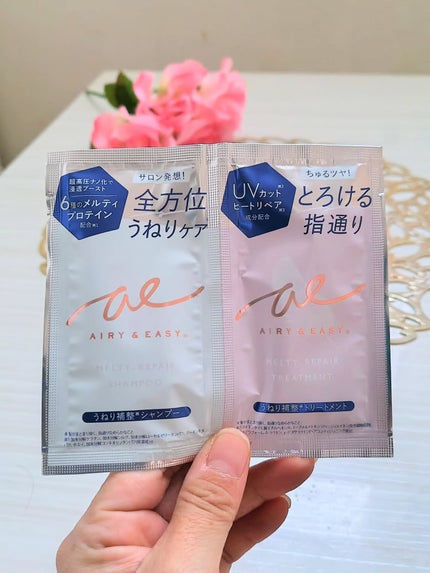 超高圧ナノ化で
浸透ブースト
6種のメルティ
プロテイン
配合※1
サロン発想!
全方位
うねりケア
ae
AIRY & EASY
MELTY-REPAIR
SHAMPOO
うねり補整※シャンプー
UVカット
ヒートリペア
成分配合
ちゅるツヤ!
とろける
指通り
ae
AIRY & EASY
MELTY-REPAIR
TREATMENT
うねり補整※トリートメント